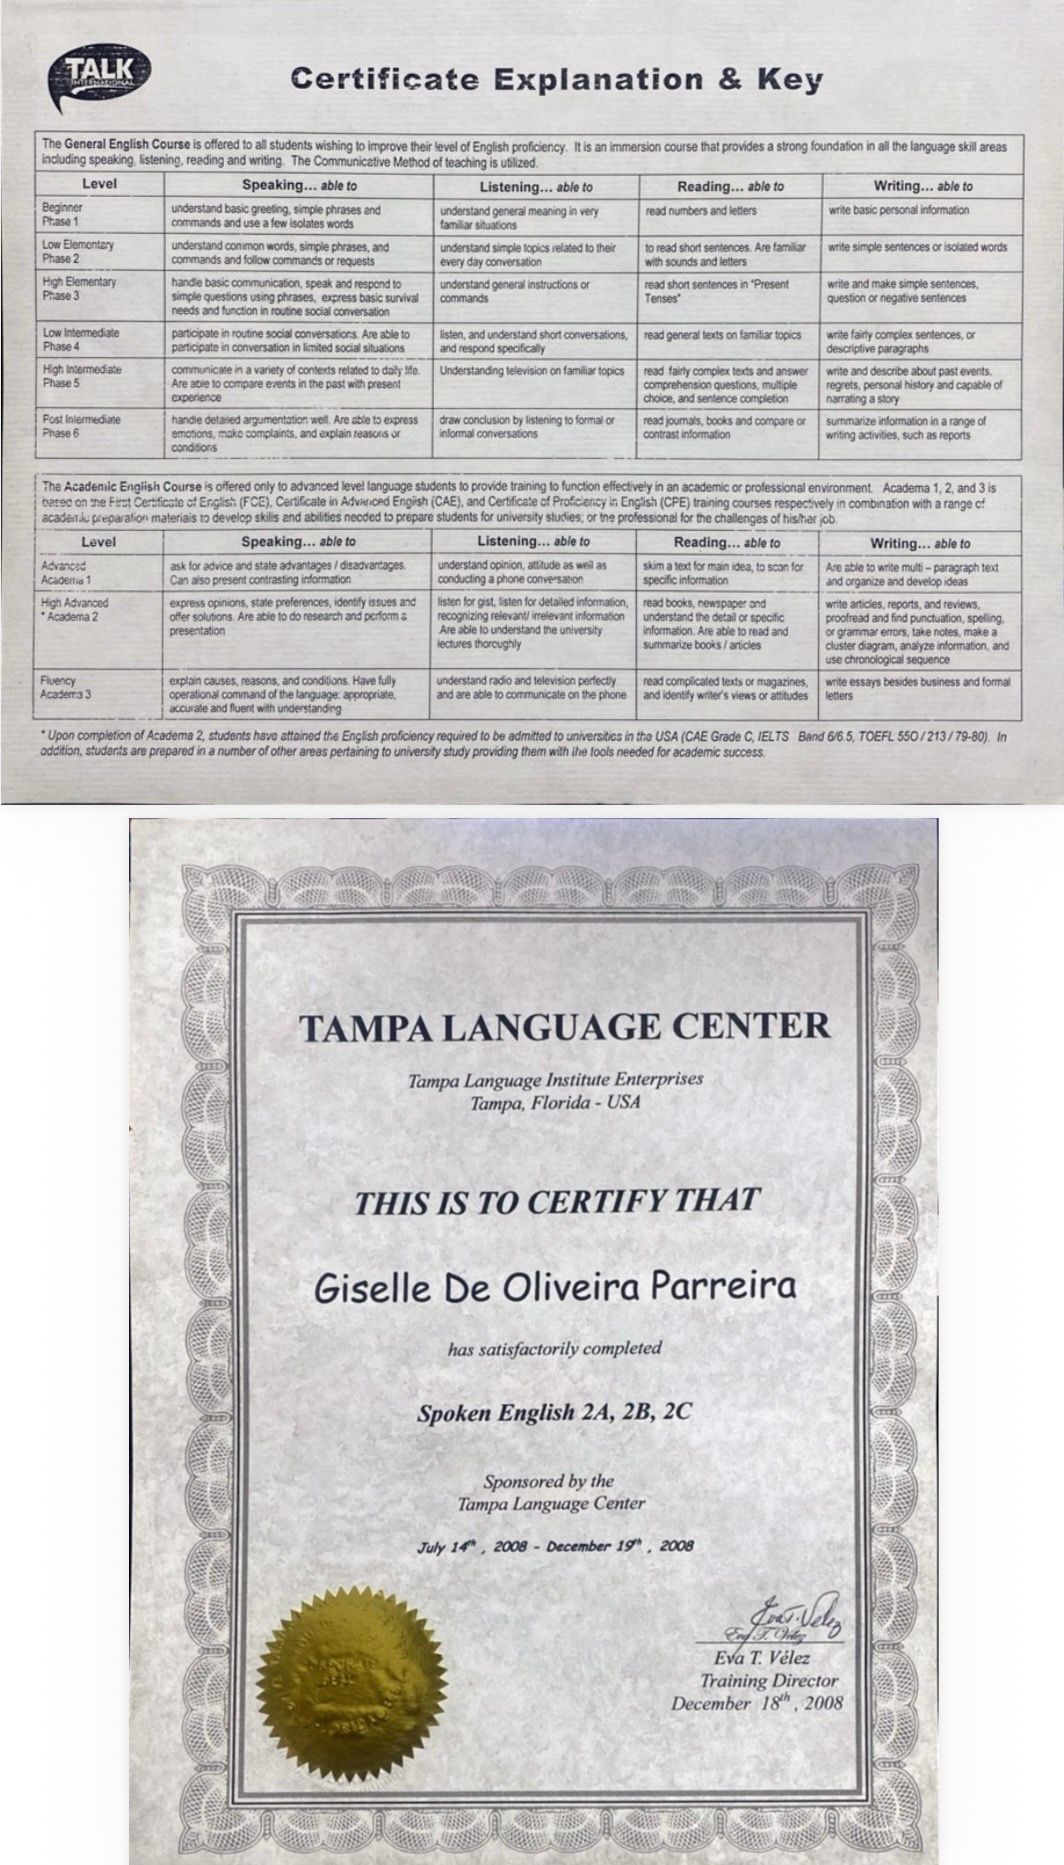 TALK
INTERNATIONAL
Certificate Explanation & Key
The General English Course is offered to all students wishing to improve their level of English proficiency. It is an immersion course that provides a strong foundation in all the language skill areas
including speaking, listening, reading and writing. The Communicative Method of teaching is utilized.
Level Speaking... able to Listening... able to Reading... able to Writing... able to
Beginner
Phase 1
understand basic greeting, simple phrases and
commands and use a few isolates words
understand general meaning in very
familiar situations
read numbers and letters
write basic personal information
Low Elementary
Phase 2
understand common words, simple phrases, and
commands and follow commands or requests
understand simple topics related to their
every day conversation
to read short sentences. Are familiar
with sounds and letters
write simple sentences or isolated words
High Elementary
Phase 3
handle basic communication, speak and respond to
simple questions using phrases, express basic survival
needs and function in routine social conversation
understand general instructions or
commands
read short sentences in "Present
Tenses"
write and make simple sentences,
question or negative sentences
Low Intermediate
Phase 4
participate in routine social conversations. Are able to
participate in conversation in limited social situations
listen, and understand short conversations,
and respond specifically
read general texts on familiar topics
write fairly complex sentences, or
descriptive paragraphs
High Intermediate
Phase 5
communicate in a variety of contexts related to daily life.
Are able to compare events in the past with present
experience
Understanding television on familiar topics
read fairly complex texts and answer
comprehension questions, multiple
choice, and sentence completion
write and describe about past events.
regrets, personal history and capable of
narrating a story
Post Intermediate
Phase 6
handle detailed argumentation well. Are able to express
emotions, make complaints, and explain reasons or
conditions
draw conclusion by listening to formal or
informal conversations
read journals, books and compare or
contrast information
summarize information in a range of
writing activities, such as reports
The Academic English Course is offered only to advanced level language students to provide training to function effectively in an academic or professional environment. Academa 1, 2, and 3 is
based on the First Certificate of English (FCE), Certificate in Advanced English (CAE), and Certificate of Proficiency in English (CPE) training courses respectively in combination with a range of
academic preparation materials to develop skills and abilities needed to prepare students for university studies; or the professional for the challenges of his/her job.
Level Speaking... able to Listening... able to Reading... able to Writing... able to
Advanced
Academa 1
ask for advice and state advantages / disadvantages.
Can also present contrasting information
understand opinion, attitude as well as
conducting a phone conversation
skim a text for main idea, to scan for
specific information
Are able to write multi – paragraph text
and organize and develop ideas
High Advanced
* Academa 2
express opinions, state preferences, identify issues and
offer solutions. Are able to do research and perform a
presentation
listen for gist, listen for detailed information,
recognizing relevant/ irrelevant information
Are able to understand the university
lectures thoroughly
read books, newspaper and
understand the detail or specific
information. Are able to read and
summarize books / articles
write articles, reports, and reviews,
proofread and find punctuation, spelling,
or grammar errors, take notes, make a
cluster diagram, analyze information, and
use chronological sequence
Fluency
Academa 3
explain causes, reasons, and conditions. Have fully
operational command of the language: appropriate,
accurate and fluent with understanding
understand radio and television perfectly
and are able to communicate on the phone
read complicated texts or magazines,
and identify writer's views or attitudes
write essays besides business and formal
letters
* Upon completion of Academa 2, students have attained the English proficiency required to be admitted to universities in the USA (CAE Grade C, IELTS Band 6/6.5, TOEFL 550 / 213 / 79-80). In
addition, students are prepared in a number of other areas pertaining to university study providing them with the tools needed for academic success.
TAMPA LANGUAGE CENTER
Tampa Language Institute Enterprises
Tampa, Florida - USA
THIS IS TO CERTIFY THAT
Giselle De Oliveira Parreira
has satisfactorily completed
Spoken English 2A, 2B, 2C
Sponsored by the
Tampa Language Center
July 14th , 2008 - December 19th , 2008
Eva T. Velez
Eva T. Vélez
Training Director
December 18th , 2008